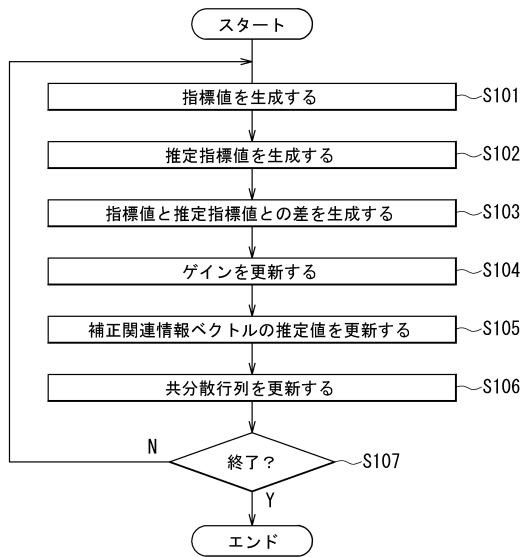 スタート
指標値を生成する
S101
推定指標値を生成する
S102
指標値と推定指標値との差を生成する
S103
ゲインを更新する
S104
補正関連情報ベクトルの推定値を更新する
S105
共分散行列を更新する
S106
N
終了？
S107
Y
エンド